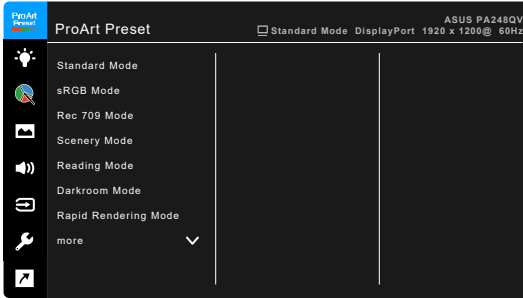 ProArt
Preset
ProArt Preset
ASUS PA248QV
Standard Mode DisplayPort 1920 x 1200@ 60Hz
Standard Mode
sRGB Mode
Rec 709 Mode
Scenery Mode
Reading Mode
Darkroom Mode
Rapid Rendering Mode
more